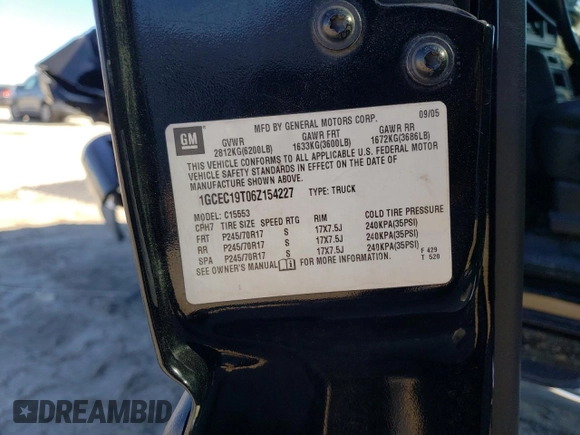 GM
MFD BY GENERAL MOTORS CORP. 09/05
GVWR GAWR FRT GAWR RR
2812KG(6200LB) 1633KG(3600LB) 1672KG(3686LB)
THIS VEHICLE CONFORMS TO ALL APPLICABLE U.S. FEDERAL MOTOR
VEHICLE SAFETY STANDARDS IN EFFECT ON THE DATE OF
MANUFACTURE SHOWN ABOVE.
1GCEC19T06Z154227 TYPE: TRUCK
MODEL: C15553
CPH7 TIRE SIZE SPEED RTG RIM COLD TIRE PRESSURE
FRT P245/70R17 S 17X7.5J 240KPA(35PSI)
RR P245/70R17 S 17X7.5J 240KPA(35PSI)
SPA P245/70R17 S 17X7.5J 240KPA(35PSI)
SEE OWNER'S MANUAL FOR MORE INFORMATION. F 429
T 520
DREAMBID